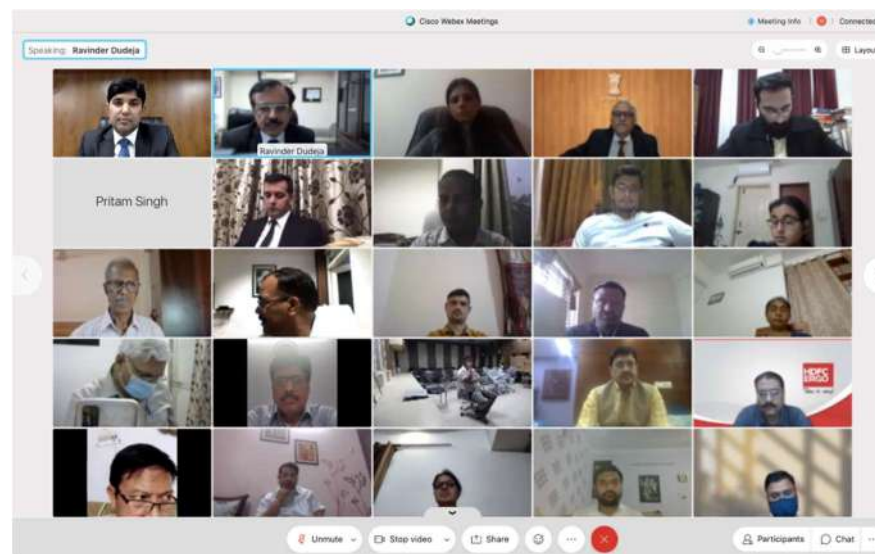 Cisco Webex Meetings
Meeting Info
Connected
Speaking: Ravinder Dudeja
Layou
Ravinder Dudeja
Pritam Singh
HDFC
ERGO
Unmute
Stop video
Share
Participants
Chat